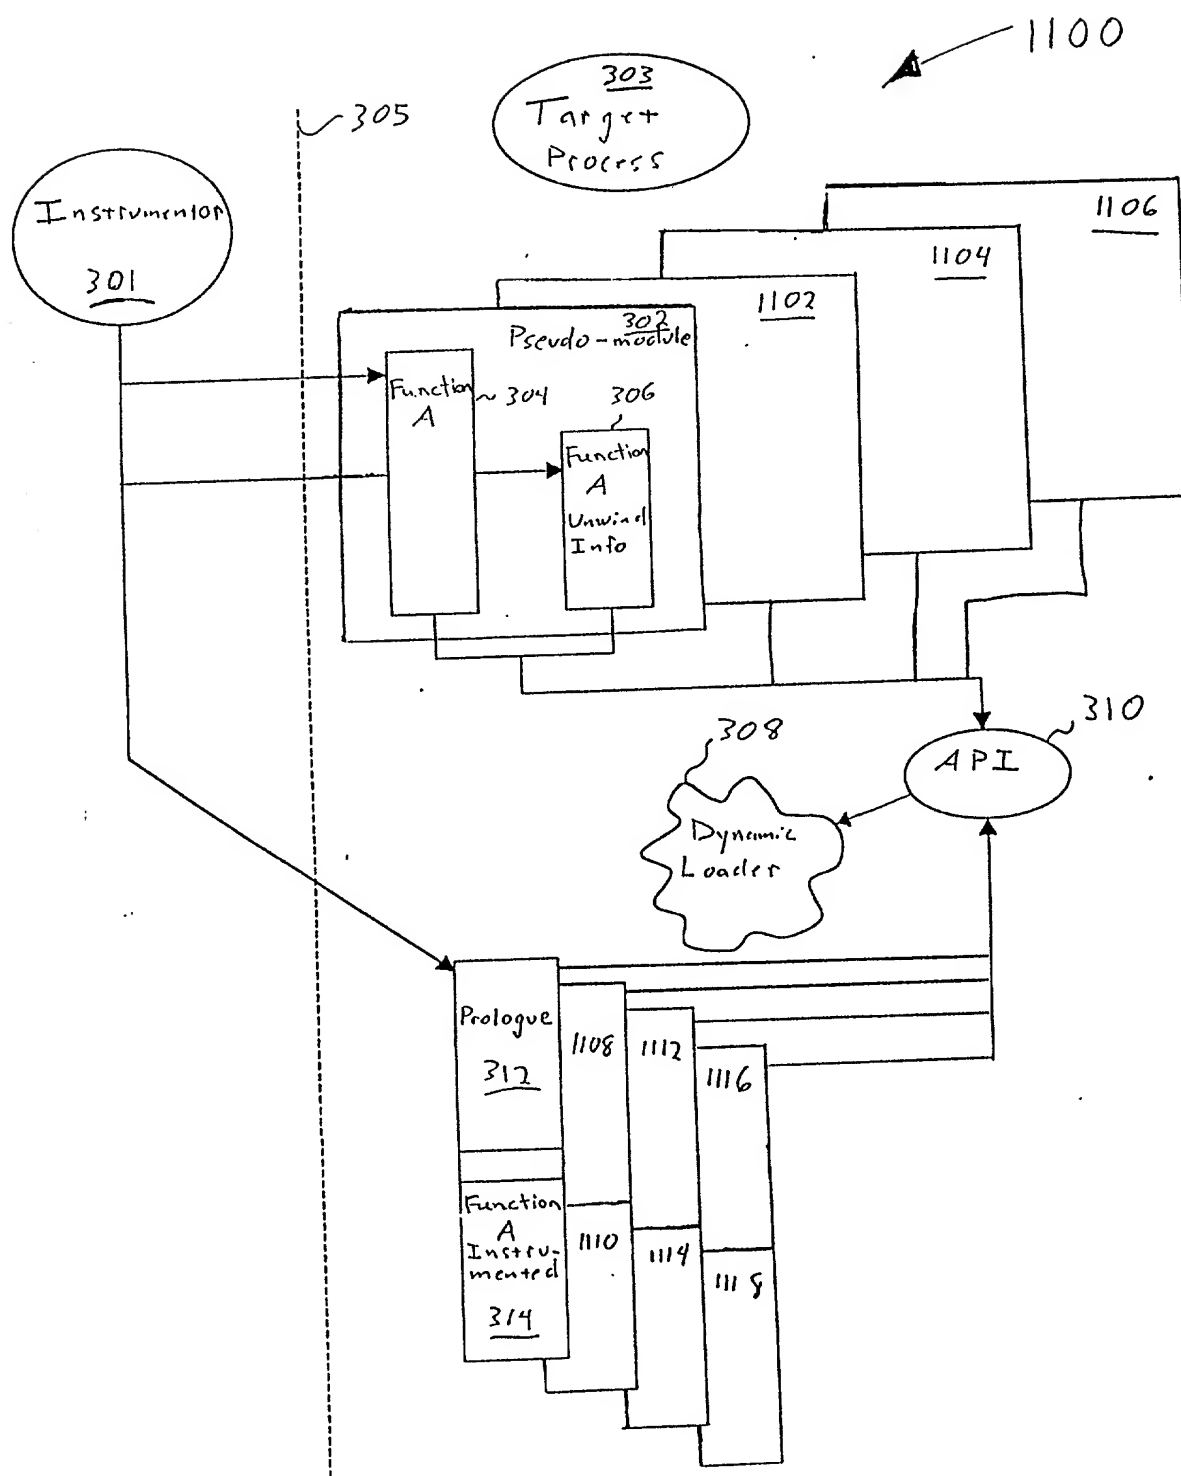 1100
303
Target
Process
305
Instrumentor
301
1106
1104
1102
302
Pseudo-module
Function
A
304
306
Function
A
Unwind
Info
310
API
308
Dynamic
Loader
Prologue
312
1108
1112
1116
Function
A
Instru-
mented
314
1110
1114
1118